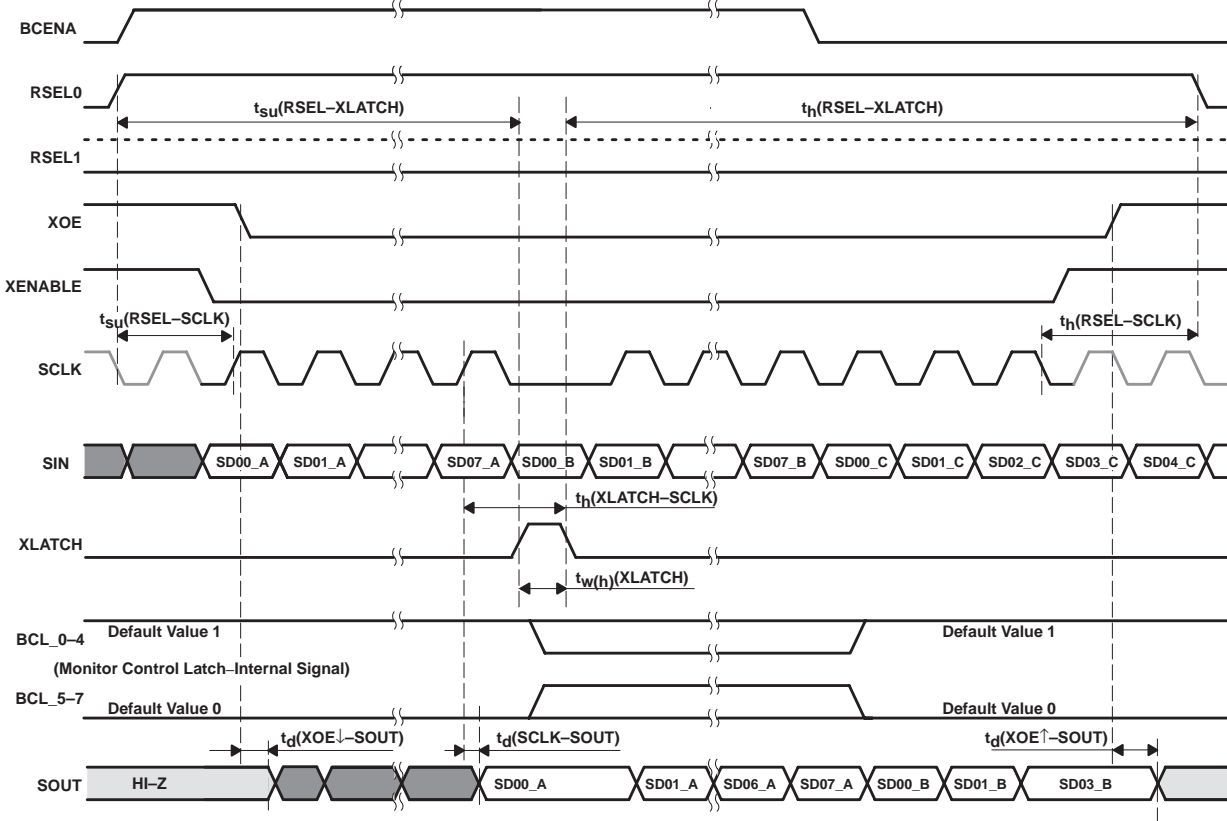 BCENA
RSEL0
tsu(RSEL–XLATCH)
th(RSEL–XLATCH)
RSEL1
XOE
XENABLE
tsu(RSEL–SCLK)
th(RSEL–SCLK)
SCLK
SIN
SD00_A
SD01_A
SD07_A
SD00_B
SD01_B
SD07_B
SD00_C
SD01_C
SD02_C
SD03_C
SD04_C
th(XLATCH–SCLK)
XLATCH
tw(h)(XLATCH)
BCL_0–4
Default Value 1
Default Value 1
(Monitor Control Latch–Internal Signal)
BCL_5–7
Default Value 0
Default Value 0
td(XOE↓–SOUT)
td(SCLK–SOUT)
td(XOE↑–SOUT)
SOUT
HI–Z
SD00_A
SD01_A
SD06_A
SD07_A
SD00_B
SD01_B
SD03_B